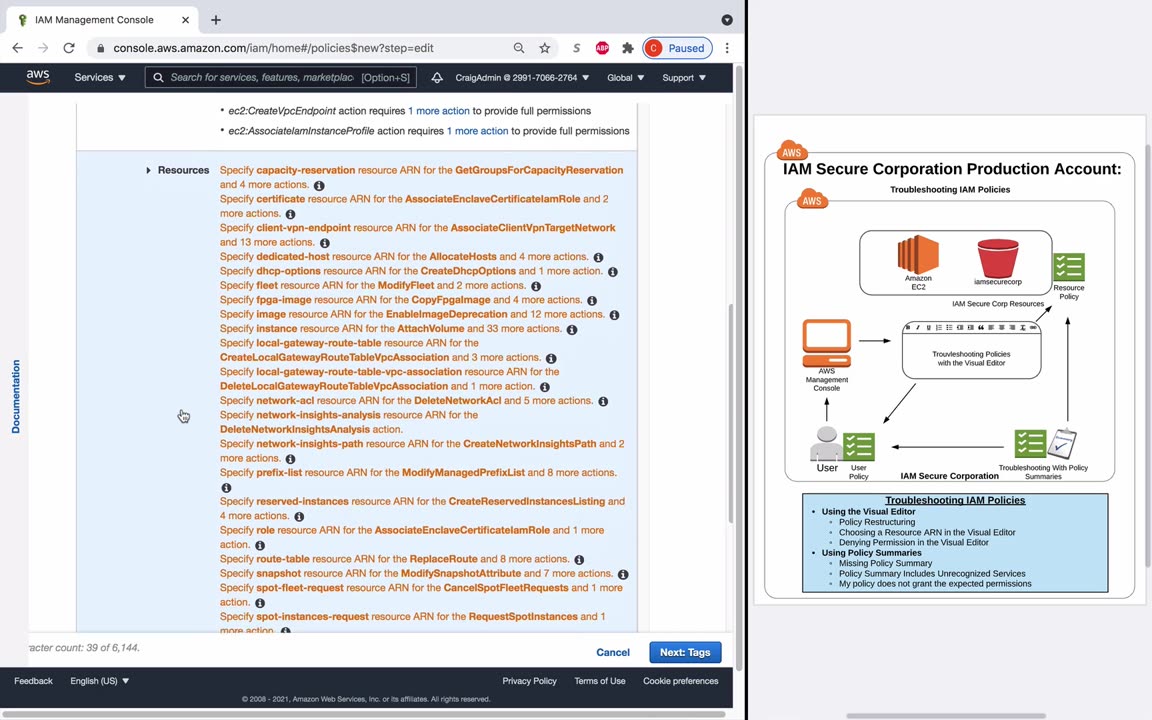 IAM Management Console
console.aws.amazon.com/iam/home#/policies$new?step=edit
S
ABP
C Paused
aws
Services
Search for services, features, marketplac
[Option+S]
CraigAdmin @ 2991-7066-2764
Global
Support
• ec2:CreateVpcEndpoint action requires 1 more action to provide full permissions
• ec2:AssociateIamInstanceProfile action requires 1 more action to provide full permissions
Resources
Specify capacity-reservation resource ARN for the GetGroupsForCapacityReservation
and 4 more actions.
Specify certificate resource ARN for the AssociateEnclaveCertificateIamRole and 2
more actions.
Specify client-vpn-endpoint resource ARN for the AssociateClientVpnTargetNetwork
and 13 more actions.
Specify dedicated-host resource ARN for the AllocateHosts and 4 more actions.
Specify dhcp-options resource ARN for the CreateDhcpOptions and 1 more action.
Specify fleet resource ARN for the ModifyFleet and 2 more actions.
Specify fpga-image resource ARN for the CopyFpgaImage and 4 more actions.
Specify image resource ARN for the EnableImageDeprecation and 12 more actions.
Specify instance resource ARN for the AttachVolume and 33 more actions.
Specify local-gateway-route-table resource ARN for the
CreateLocalGatewayRouteTableVpcAssociation and 3 more actions.
Specify local-gateway-route-table-vpc-association resource ARN for the
DeleteLocalGatewayRouteTableVpcAssociation and 1 more action.
Specify network-acl resource ARN for the DeleteNetworkAcl and 5 more actions.
Specify network-insights-analysis resource ARN for the
DeleteNetworkInsightsAnalysis action.
Specify network-insights-path resource ARN for the CreateNetworkInsightsPath and 2
more actions.
Specify prefix-list resource ARN for the ModifyManagedPrefixList and 8 more actions.
Specify reserved-instances resource ARN for the CreateReservedInstancesListing and
4 more actions.
Specify role resource ARN for the AssociateEnclaveCertificateIamRole and 1 more
action.
Specify route-table resource ARN for the ReplaceRoute and 8 more actions.
Specify snapshot resource ARN for the ModifySnapshotAttribute and 7 more actions.
Specify spot-fleet-request resource ARN for the CancelSpotFleetRequests and 1 more
action.
Specify spot-instances-request resource ARN for the RequestSpotInstances and 1
more action.
Documentation
racter count: 39 of 6,144.
Cancel
Next: Tags
Feedback
English (US)
Privacy Policy
Terms of Use
Cookie preferences
© 2008 - 2021, Amazon Web Services, Inc. or its affiliates. All rights reserved.
AWS
IAM Secure Corporation Production Account:
Troubleshooting IAM Policies
AWS
Amazon
EC2
iamsecurecorp
Resource
Policy
IAM Secure Corp Resources
Trouvleshooting Policies
with the Visual Editor
AWS
Management
Console
User
User
Policy
IAM Secure Corporation
Troubleshooting With Policy
Summaries
Troubleshooting IAM Policies
• Using the Visual Editor
Policy Restructuring
Choosing a Resource ARN in the Visual Editor
Denying Permission in the Visual Editor
• Using Policy Summaries
Missing Policy Summary
Policy Summary Includes Unrecognized Services
My policy does not grant the expected permissions